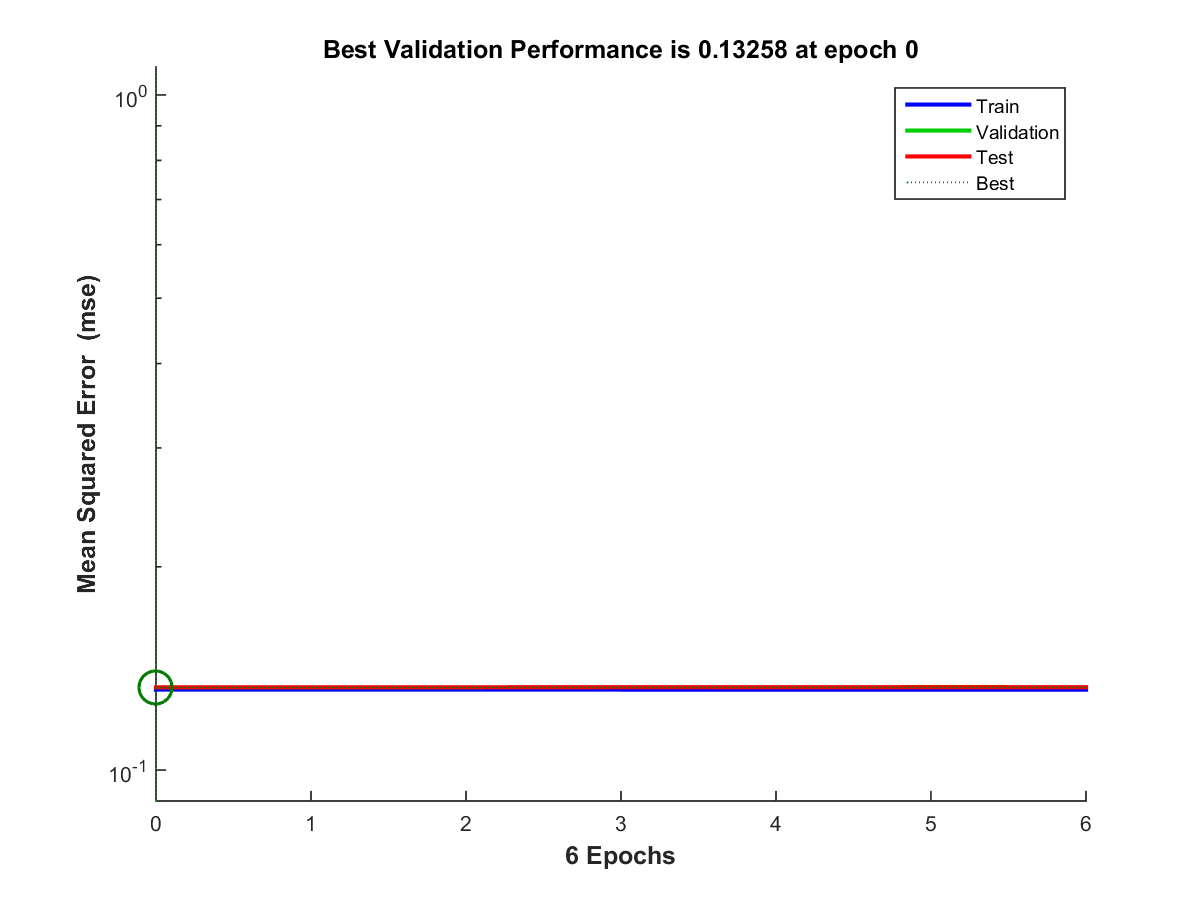 Best Validation Performance is 0.13258 at epoch 0
10^0
Train
Validation
Test
Best
Mean Squared Error  (mse)
10^-1
0 1 2 3 4 5 6
6 Epochs